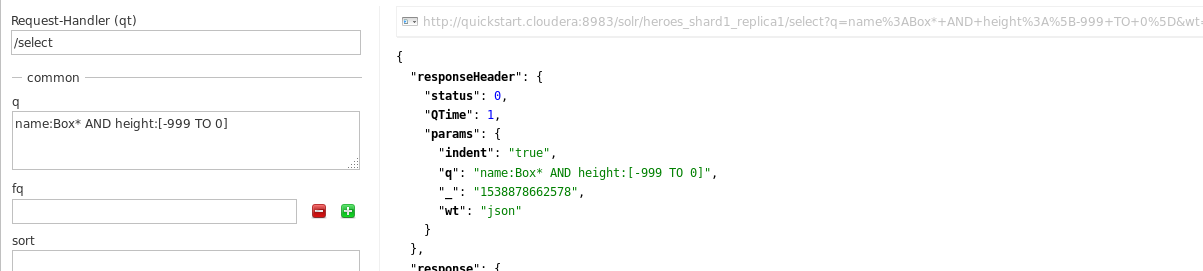 Request-Handler (qt)
/select
common
q
name:Box* AND height:[-999 TO 0]
fq
sort
http://quickstart.cloudera:8983/solr/heroes_shard1_replica1/select?q=name%3ABox*+AND+height%3A%5B-999+TO+0%5D&wt=
{
"responseHeader": {
"status": 0,
"QTime": 1,
"params": {
"indent": "true",
"q": "name:Box* AND height:[-999 TO 0]",
"_": "1538878662578",
"wt": "json"
}
},
"response": {